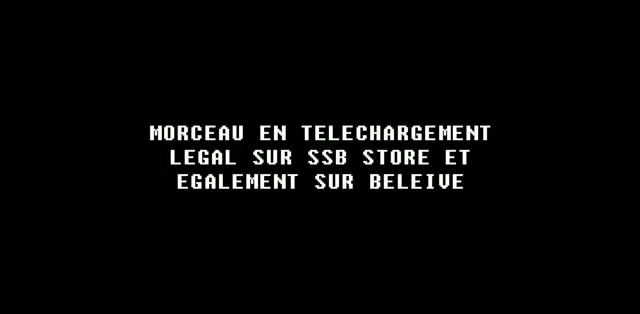 MORCEAU EN TELECHARGEMENT
LEGAL SUR SSB STORE ET
EGALEMENT SUR BELEIVE